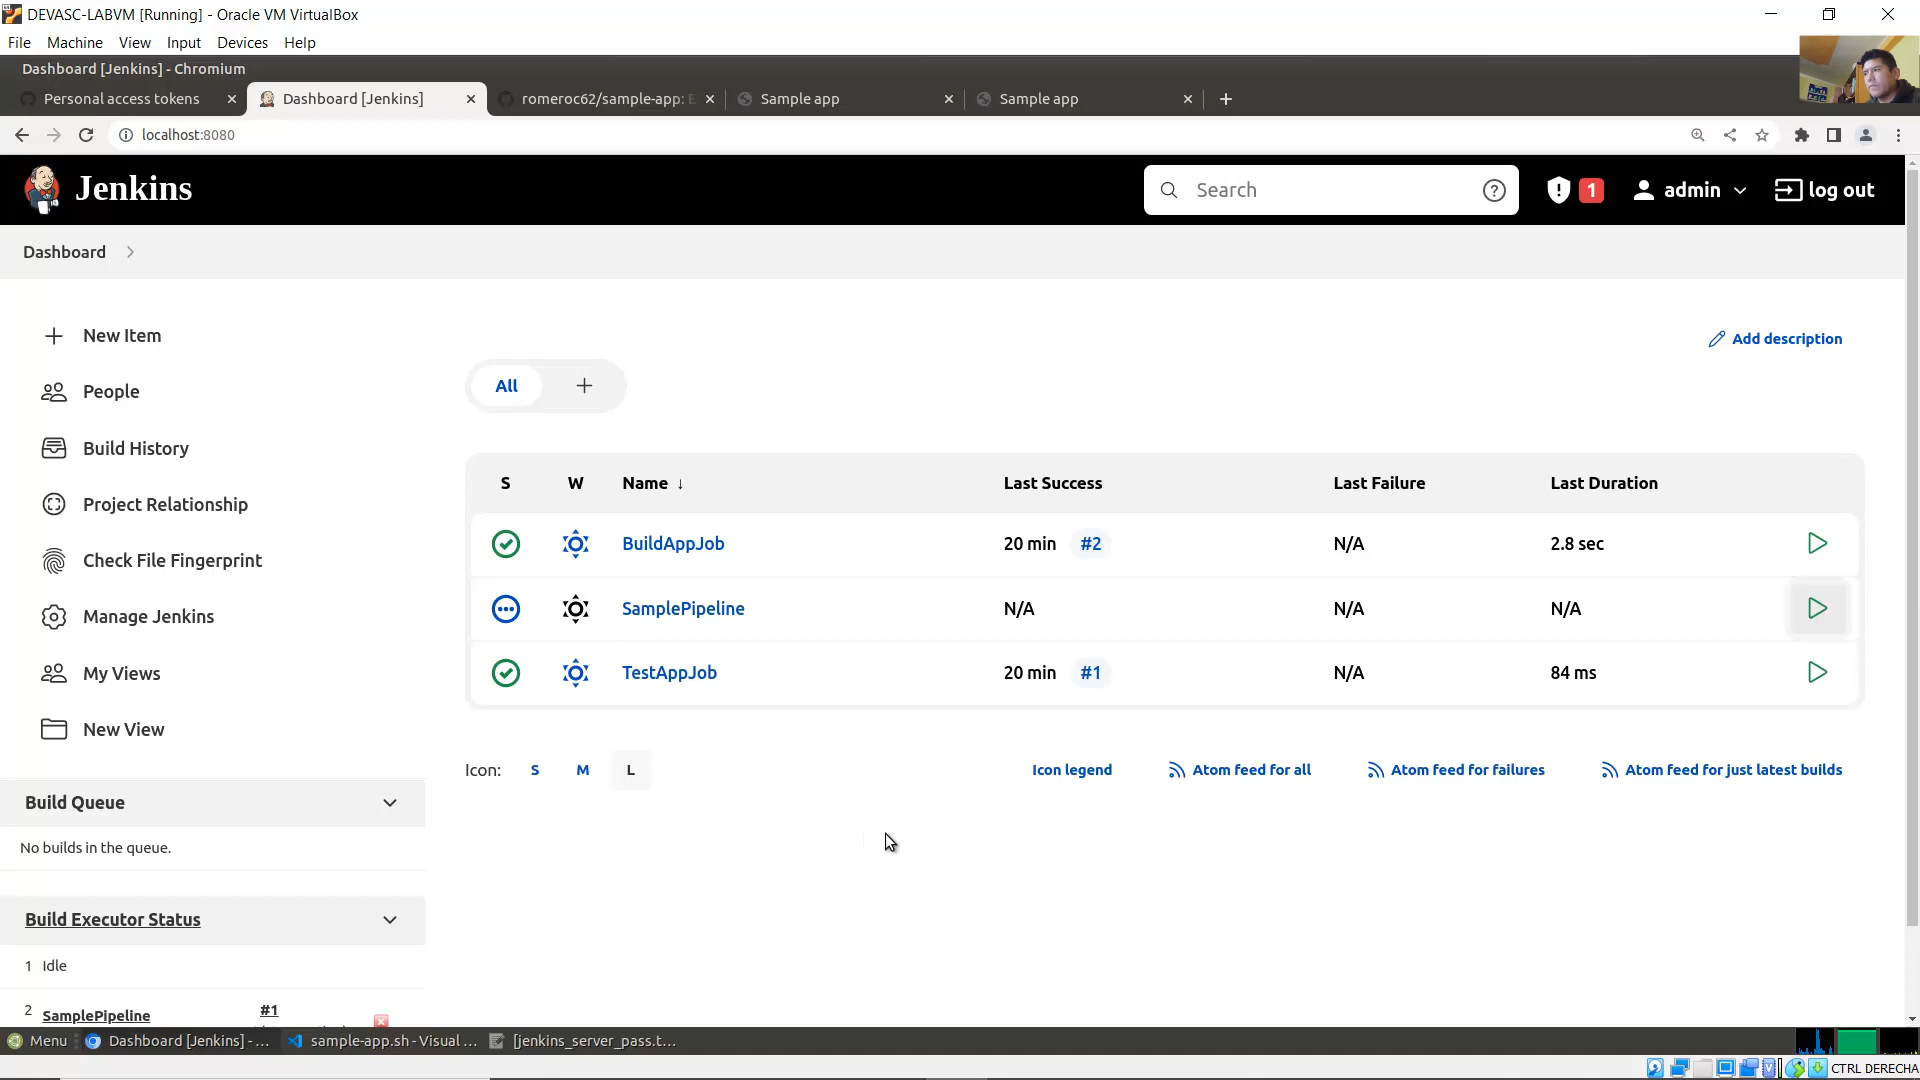 DEVASC-LABVM [Running] - Oracle VM VirtualBox
File Machine View Input Devices Help
Dashboard [Jenkins] - Chromium
Personal access tokens
Dashboard [Jenkins]
romeroc62/sample-app:
Sample app
Sample app
localhost:8080
Jenkins
Search
1
admin
log out
Dashboard
New Item
People
Build History
Project Relationship
Check File Fingerprint
Manage Jenkins
My Views
New View
Build Queue
No builds in the queue.
Build Executor Status
1 Idle
2 SamplePipeline #1
Add description
All
S W Name ↓ Last Success Last Failure Last Duration
BuildAppJob 20 min #2 N/A 2.8 sec
SamplePipeline N/A N/A N/A
TestAppJob 20 min #1 N/A 84 ms
Icon: S M L
Icon legend Atom feed for all Atom feed for failures Atom feed for just latest builds
Menu
Dashboard [Jenkins] - ...
sample-app.sh - Visual ...
[jenkins_server_pass.t...
CTRL DERECHA